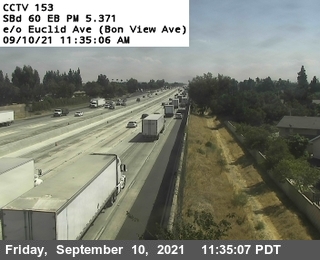 CCTV 153
SBd 60 EB PM 5.371
e/o Euclid Ave (Bon View Ave)
09/10/21 11:35:06 AM
Friday, September 10, 2021 11:35:07 PDT